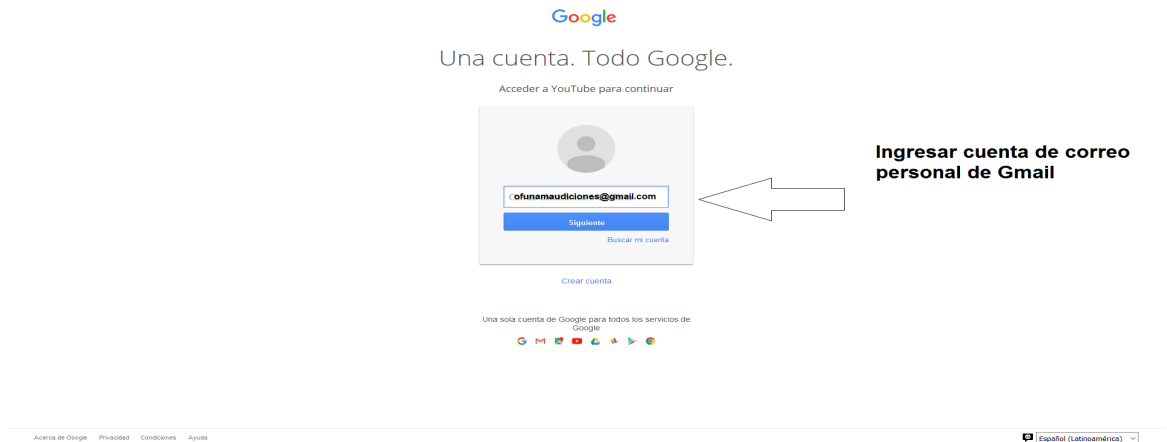 Google
Una cuenta. Todo Google.
Acceder a YouTube para continuar
Ingresar cuenta de correo
personal de Gmail
ofunamaudiciones@gmail.com
Siguiente
Buscar mi cuenta
Crear cuenta
Una sola cuenta de Google para todos los servicios de
Google
Acerca de Google Privacidad Condiciones Ayuda
Español (Latinoamérica)